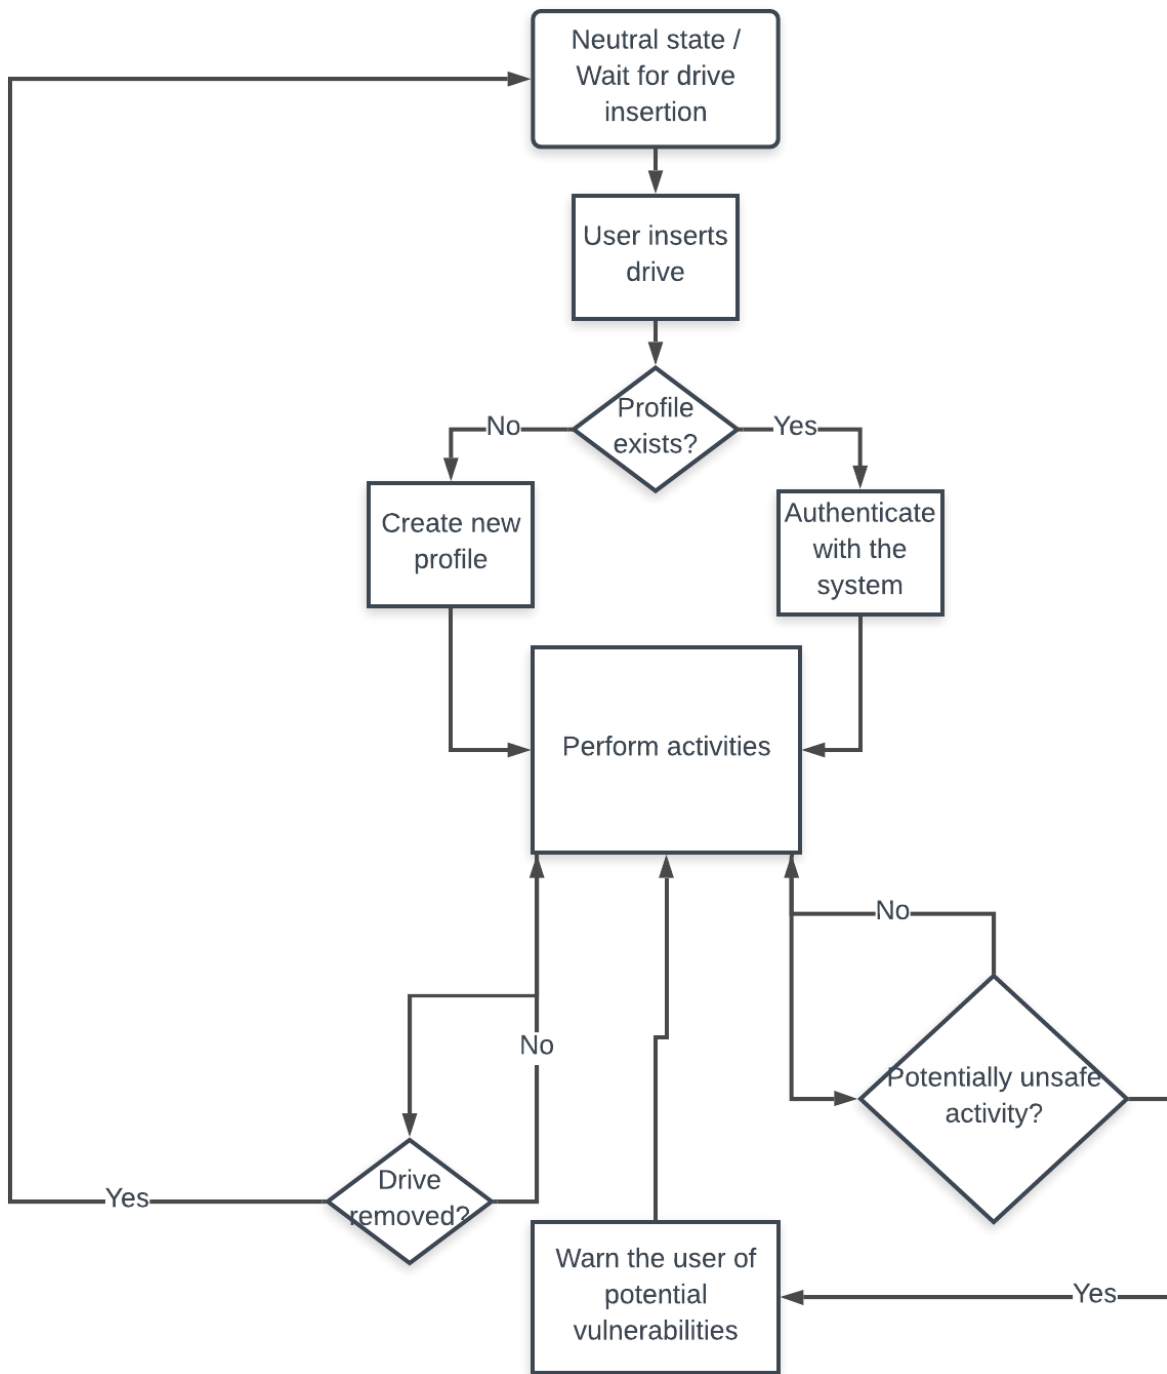 Neutral state /
Wait for drive
insertion
User inserts
drive
Profile
exists?
No
Yes
Create new
profile
Authenticate
with the
system
Perform activities
No
No
Potentially unsafe
activity?
Drive
removed?
Yes
Warn the user of
potential
vulnerabilities
Yes